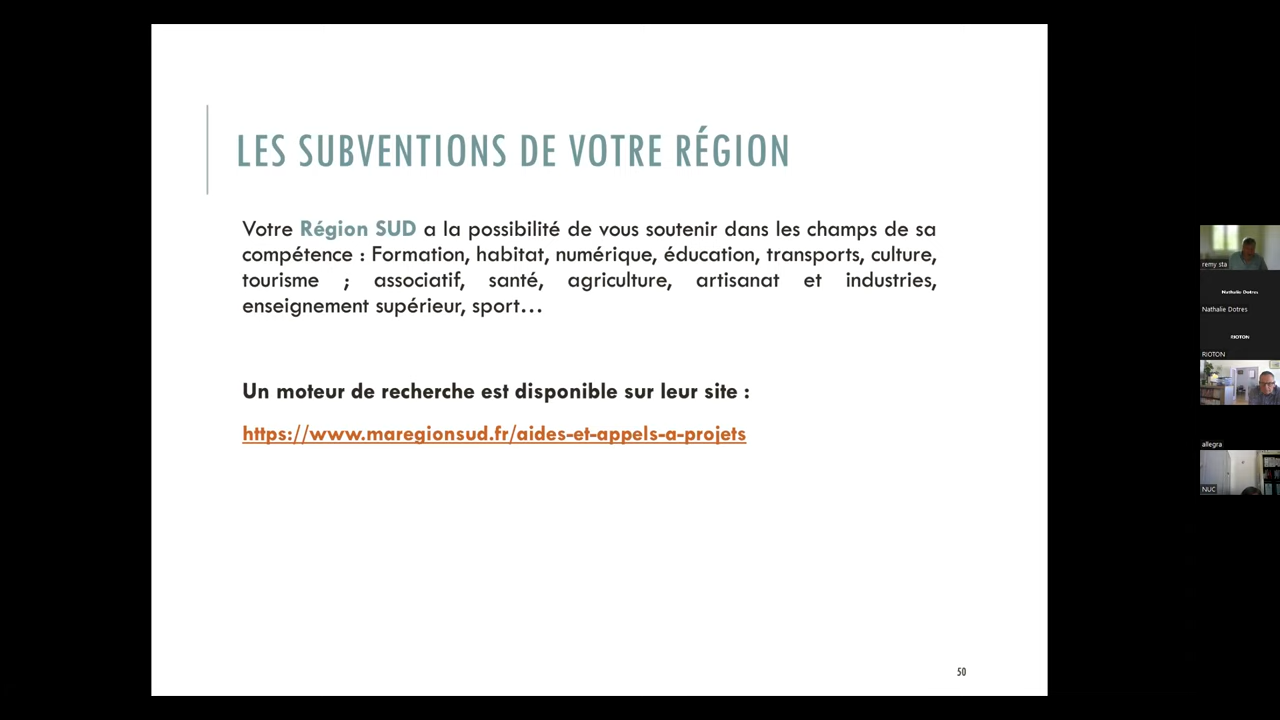 LES SUBVENTIONS DE VOTRE RÉGION
Votre Région SUD a la possibilité de vous soutenir dans les champs de sa
compétence : Formation, habitat, numérique, éducation, transports, culture,
tourisme ; associatif, santé, agriculture, artisanat et industries,
enseignement supérieur, sport…
Un moteur de recherche est disponible sur leur site :
https://www.maregionsud.fr/aides-et-appels-a-projets
50
remy sta
Nathalie Dotres
Nathalie Dotres
RIOTON
RIOTON
allegra
NUC